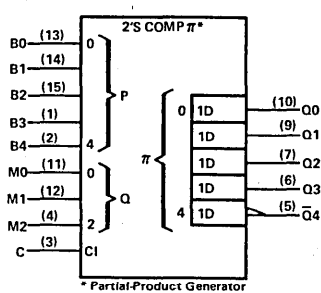 2'S COMP π*
B0 (13) 0
B1 (14)
B2 (15) P
B3 (1)
B4 (2) 4
M0 (11) 0
M1 (12) Q
M2 (4) 2
C (3) CI
π
0 1D (10) Q0
1D (9) Q1
1D (7) Q2
1D (6) Q3
4 1D (5) Q̅4
* Partial-Product Generator